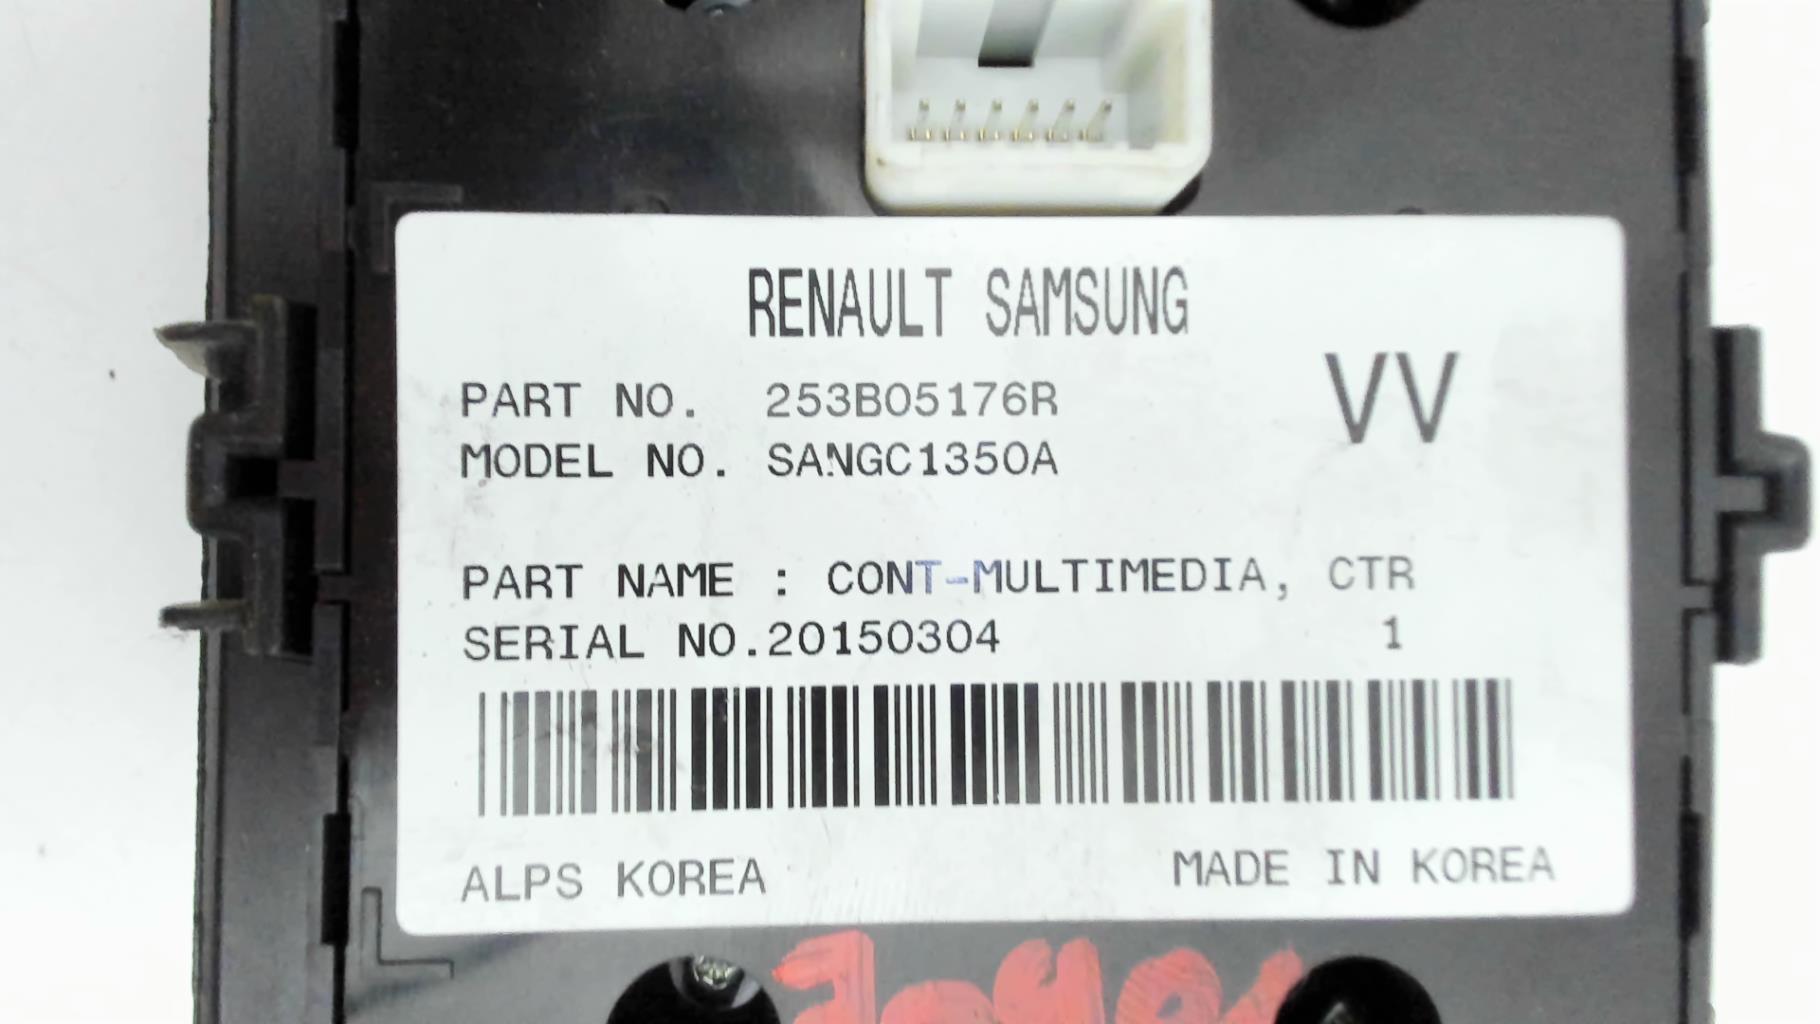 RENAULT SAMSUNG
VV
PART NO. 253B05176R
MODEL NO. SANGC1350A
PART NAME : CONT-MULTIMEDIA, CTR
SERIAL NO.20150304 1
ALPS KOREA MADE IN KOREA